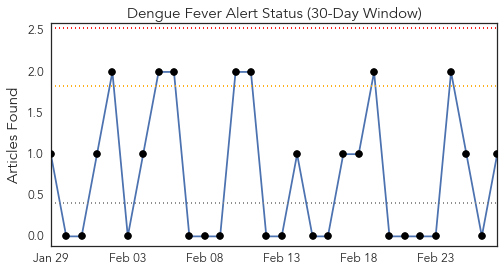 Dengue Fever Alert Status (30-Day Window)
Articles Found
2.5
2.0
1.5
1.0
0.5
0.0
Jan 29 Feb 03 Feb 08 Feb 13 Feb 18 Feb 23